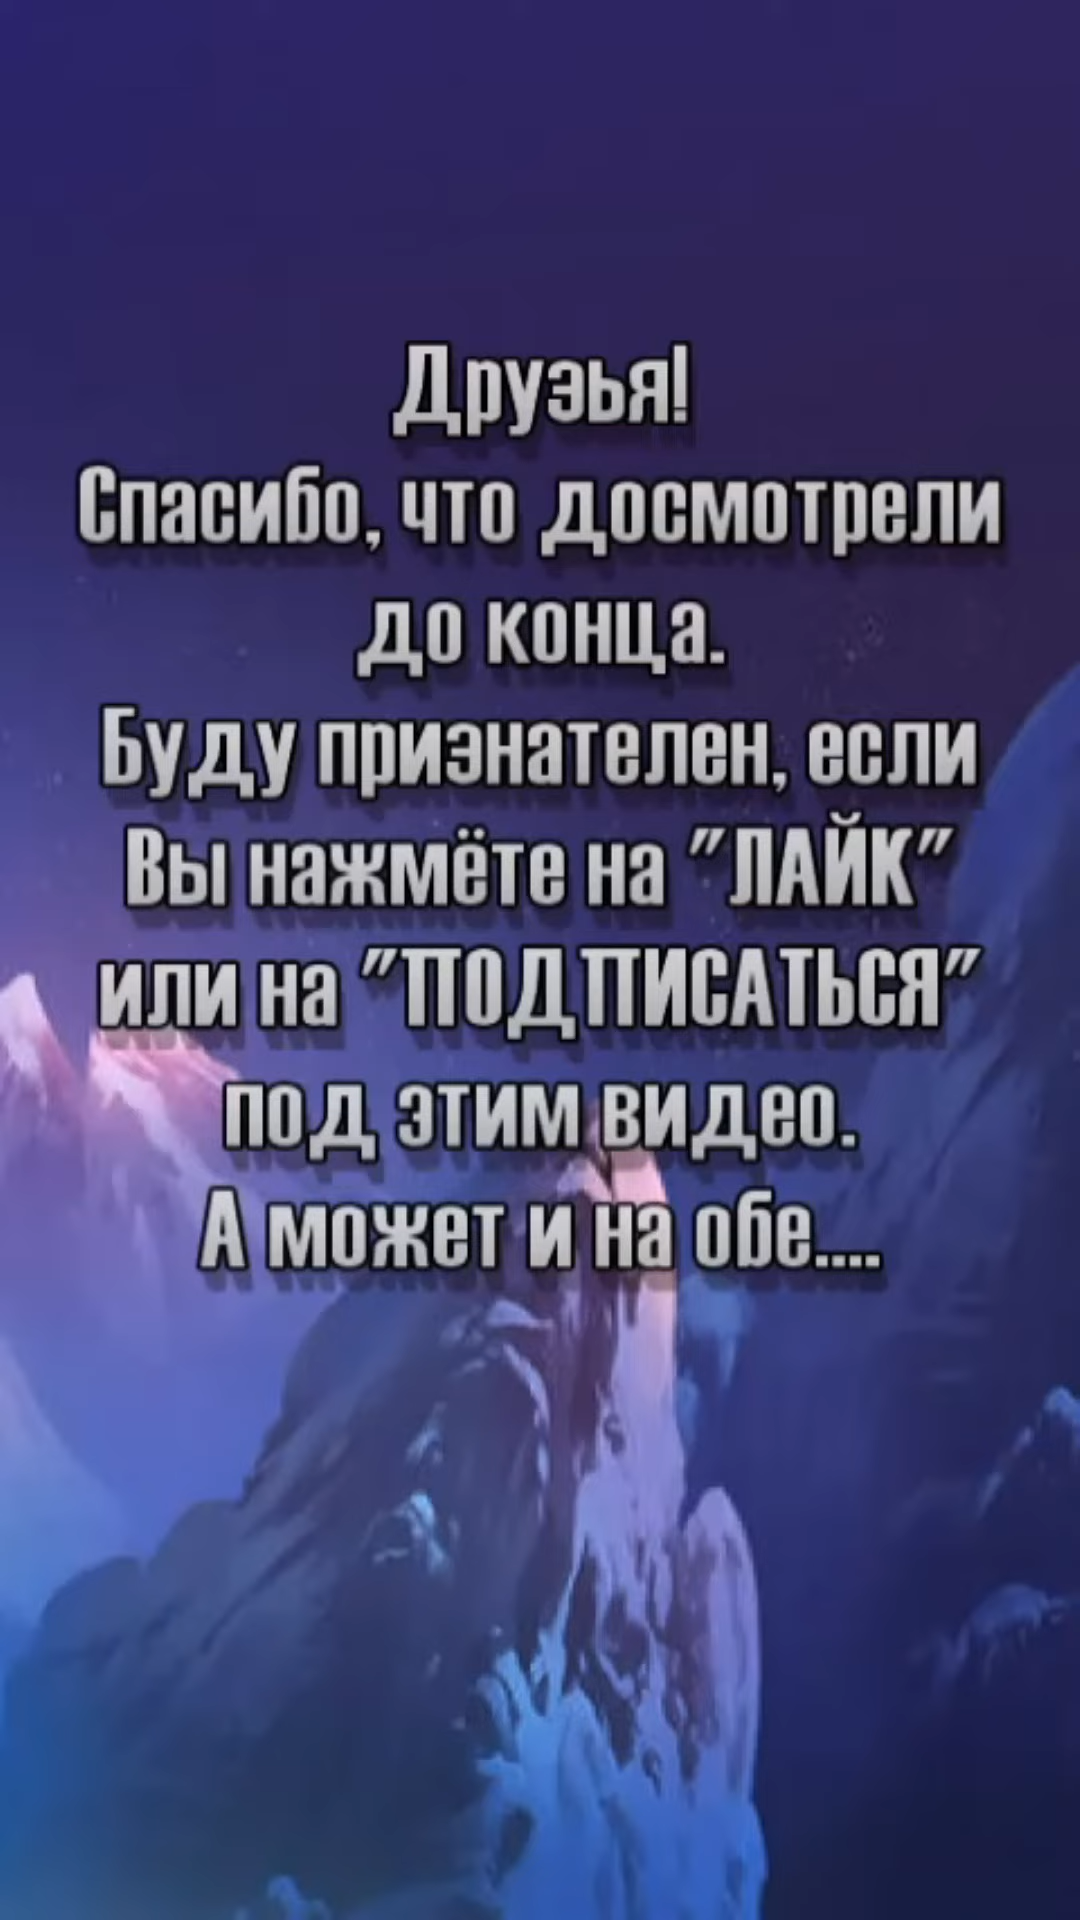 Друзья!
Спасибо, что досмотрели
до конца.
Буду признателен, если
Вы нажмёте на "ЛАЙК"
или на "ПОДПИСАТЬСЯ"
под этим видео.
А может и на обе....